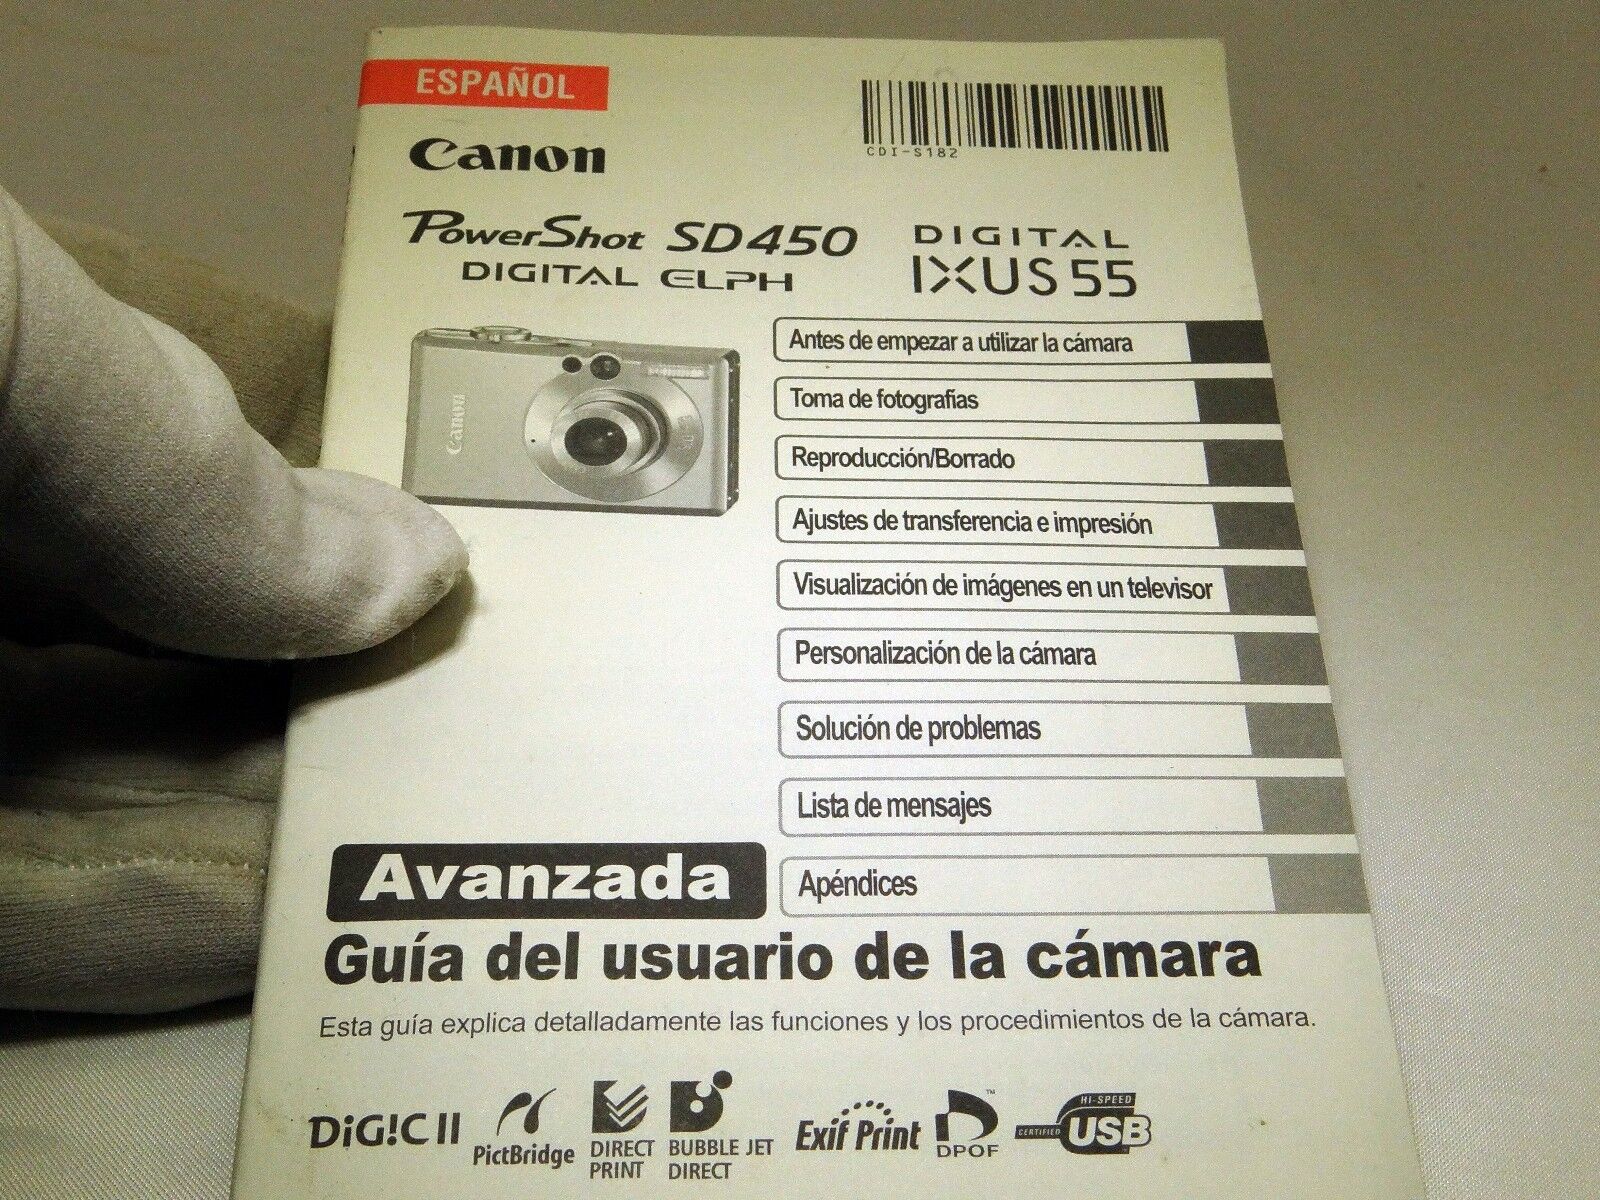 ESPAÑOL
CDI-S182
Canon
PowerShot SD450
DIGITAL ELPH
DIGITAL
IXUS 55
Canon
Antes de empezar a utilizar la cámara
Toma de fotografías
Reproducción/Borrado
Ajustes de transferencia e impresión
Visualización de imágenes en un televisor
Personalización de la cámara
Solución de problemas
Lista de mensajes
Apéndices
Avanzada
Guía del usuario de la cámara
Esta guía explica detalladamente las funciones y los procedimientos de la cámara.
DiG!C II
PictBridge
DIRECT
PRINT
BUBBLE JET
DIRECT
Exif Print
TM
DPOF
HI-SPEED
CERTIFIED USB